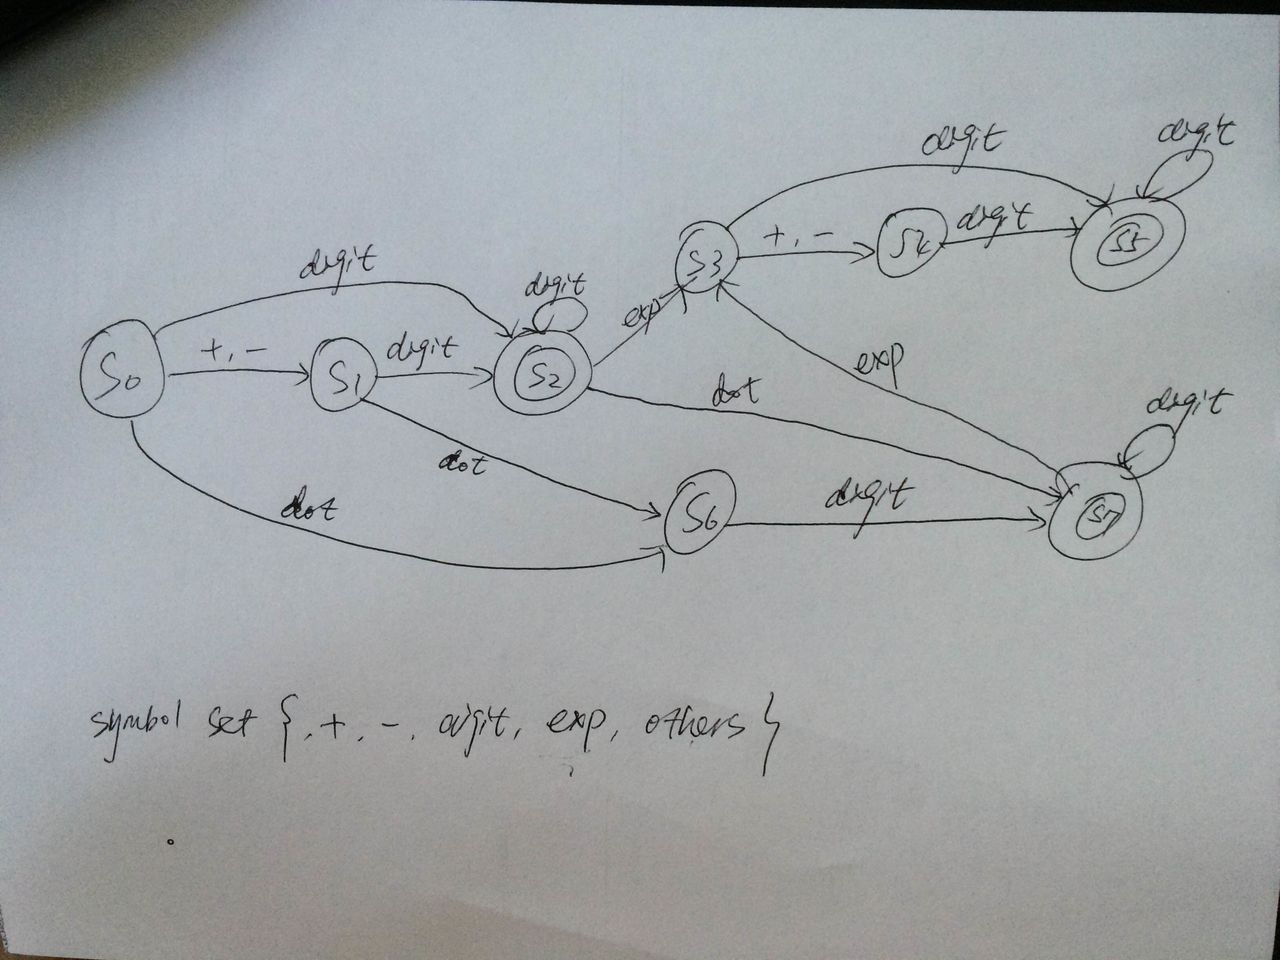 digit
digit
digit
+,-
digit
S3
S4
S5
digit
digit
exp
+,-
digit
S0
S1
S2
exp
dot
digit
dot
dot
S6
digit
S7
symbol set {., +, -, digit, exp, others}